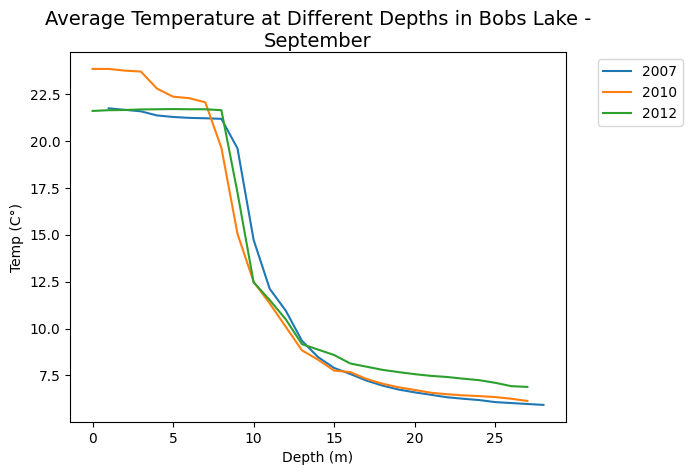 Average Temperature at Different Depths in Bobs Lake -
September
2007
2010
2012
22.5
20.0
17.5
15.0
12.5
10.0
7.5
Temp (C°)
0 5 10 15 20 25
Depth (m)